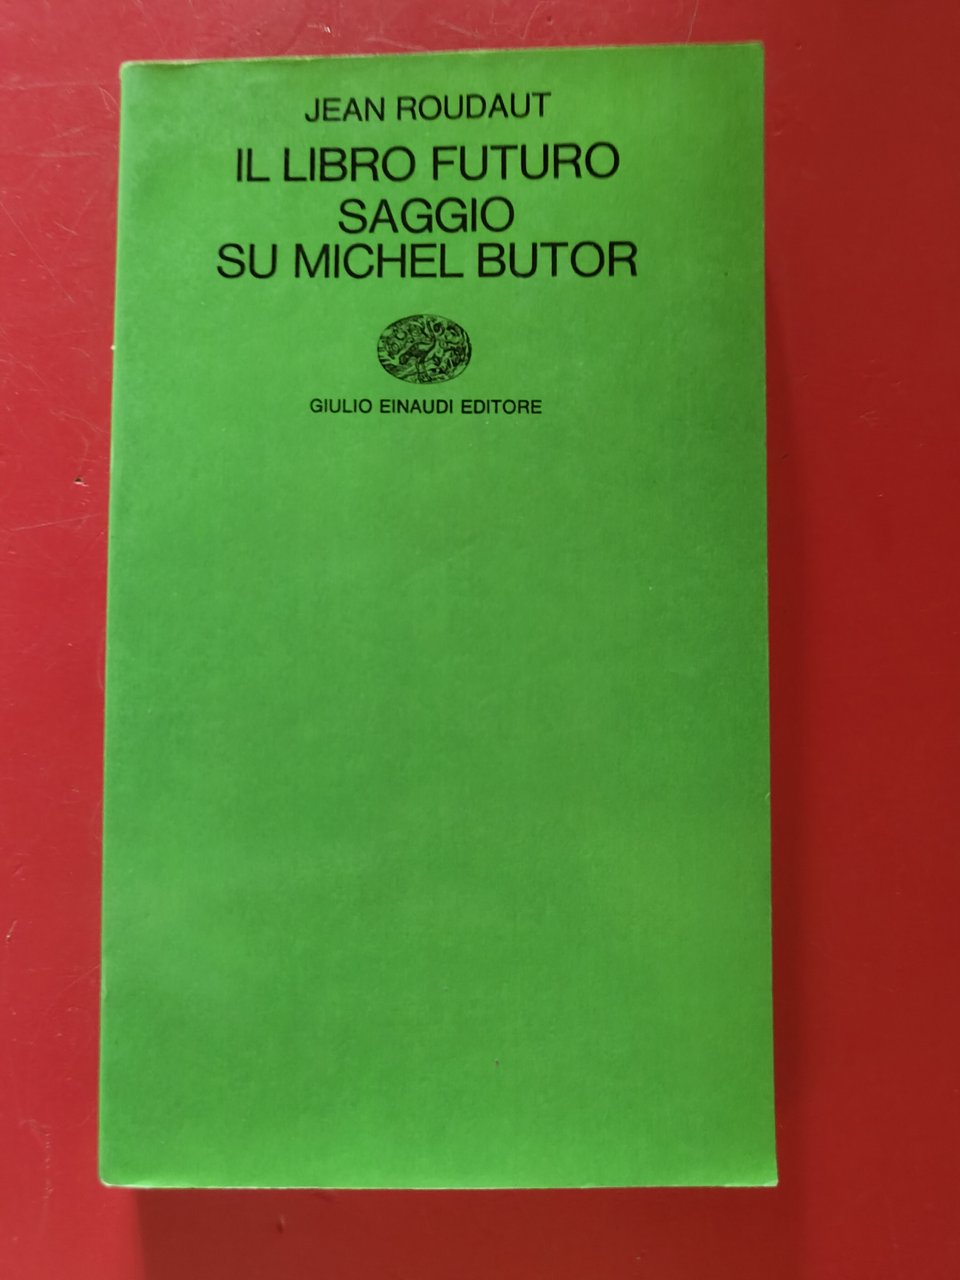 JEAN ROUDAUT
IL LIBRO FUTURO
SAGGIO
SU MICHEL BUTOR
GIULIO EINAUDI EDITORE